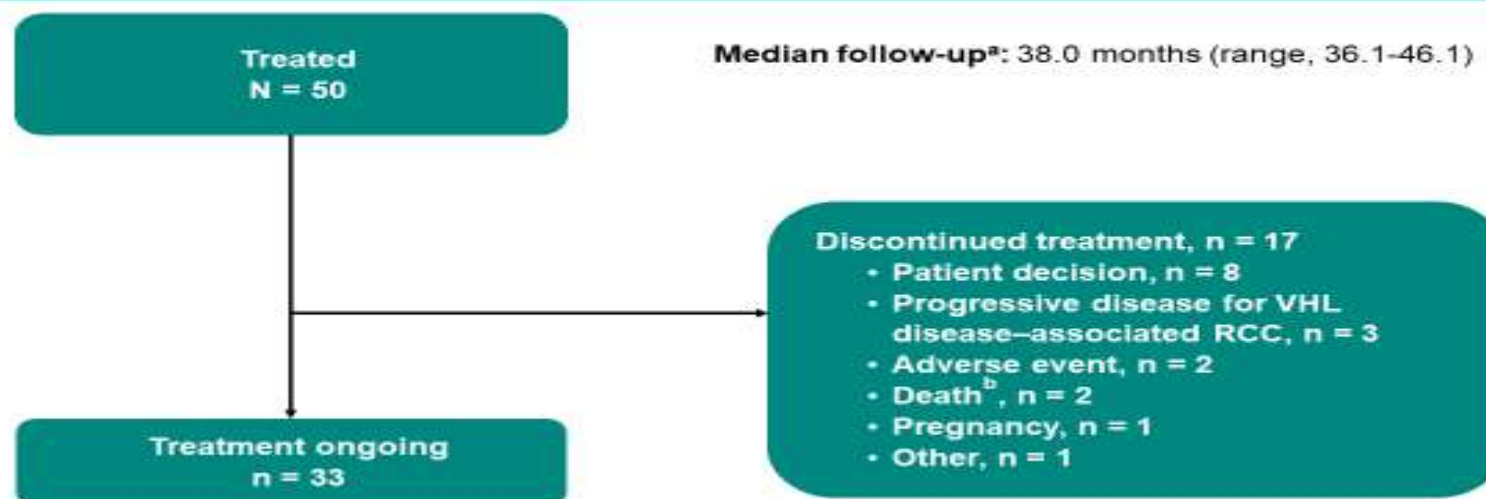 Treated
N = 50
Median follow-upᵃ: 38.0 months (range, 36.1-46.1)
Discontinued treatment, n = 17
• Patient decision, n = 8
• Progressive disease for VHL
disease–associated RCC, n = 3
• Adverse event, n = 2
• Deathᵇ, n = 2
• Pregnancy, n = 1
• Other, n = 1
Treatment ongoing
n = 33